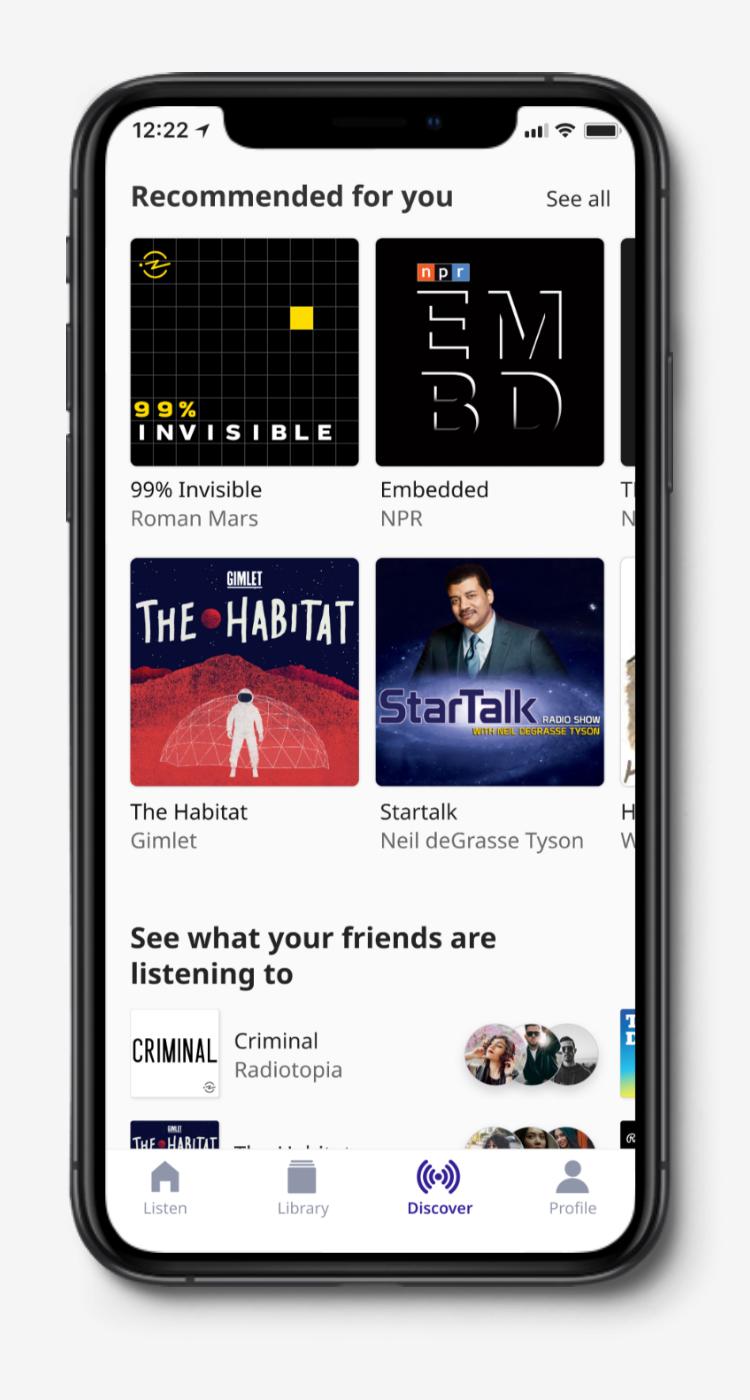 12:22
Recommended for you
See all
99%
INVISIBLE
npr
EM
BD
99% Invisible
Embedded
Roman Mars
NPR
GIMLET
THE HABITAT
StarTalk
RADIO SHOW
WITH NEIL DEGRASSE TYSON
The Habitat
Startalk
Gimlet
Neil deGrasse Tyson
See what your friends are
listening to
CRIMINAL
Criminal
Radiotopia
GIMLET
THE HABITAT
Listen
Library
Discover
Profile